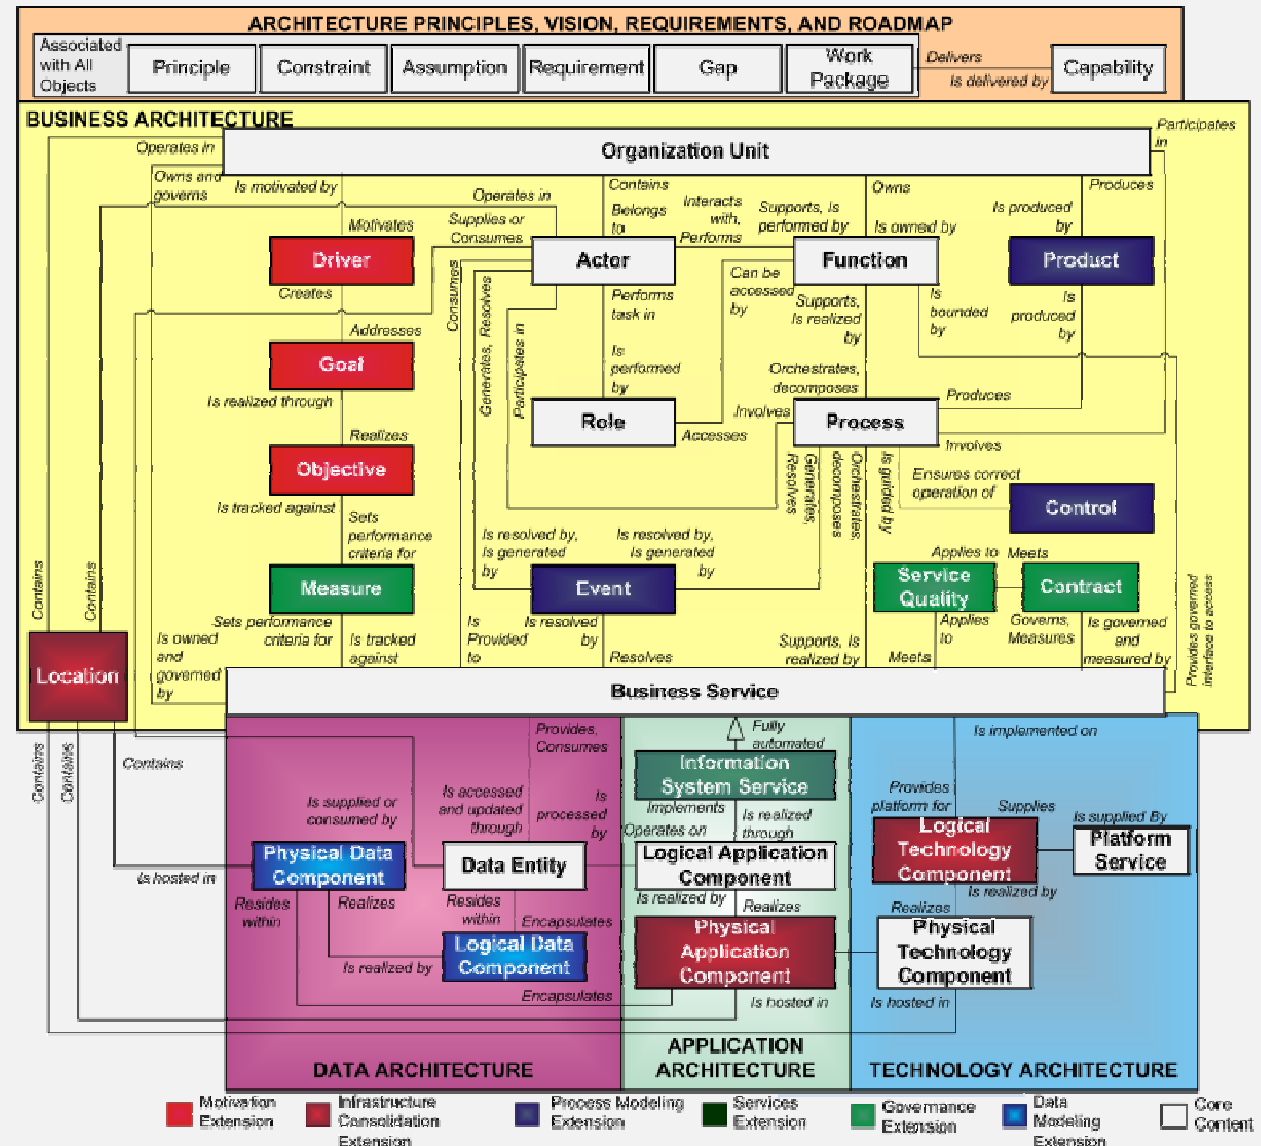 ARCHITECTURE PRINCIPLES, VISION, REQUIREMENTS, AND ROADMAP
Associated
with All
Objects
Principle
Constraint
Assumption
Requirement
Gap
Work
Package
Delivers
Is delivered by
Capability
BUSINESS ARCHITECTURE
Participates
in
Operates in
Organization Unit
Owns and
governs
Is motivated by
Operates in
Contains
Belongs
to
Interacts
with,
Performs
Supports, Is
performed by
Owns
Is owned by
Is produced
by
Produces
Motivates
Supplies or
Consumes
Driver
Actor
Function
Product
Creates
Consumes
Generates, Resolves
Participates in
Performs
task in
Can be
accessed
by
Supports,
Is realized
by
Is
bounded
by
Is
produced
by
Addresses
Goal
Is
performed
by
Orchestrates,
decomposes
Is realized through
Realizes
Role
Accesses
Involves
Process
Produces
Involves
Objective
Generates,
Resolves
Orchestrates,
decomposes
Is guided by
Ensures correct
operation of
Control
Is tracked against
Sets
performance
criteria for
Is resolved by,
Is generated
by
Is resolved by,
Is generated
by
Applies to
Meets
Measure
Event
Service
Quality
Contract
Contains
Contains
Provides governed
interface to access
Sets performance
criteria for
Is tracked
against
Is
Provided
to
Is resolved
by
Resolves
Supports, Is
realized by
Applies
to
Meets
Governs,
Measures
Is governed
and
measured by
Is owned
and
governed
by
Location
Business Service
Contains
Contains
Contains
Provides,
Consumes
Fully
automated
Is implemented on
Information
System Service
Is supplied or
consumed by
Is accessed
and updated
through
Is
processed
by
Implements
Operates on
Is realized
through
Provides
platform for
Supplies
Is supplied By
Physical Data
Component
Data Entity
Logical Application
Component
Logical
Technology
Component
Platform
Service
Is hosted in
Resides
within
Realizes
Resides
within
Encapsulates
Is realized by
Realizes
Is realized by
Realizes
Logical Data
Component
Is realized by
Physical
Application
Component
Physical
Technology
Component
Encapsulates
Is hosted in
Is hosted in
DATA ARCHITECTURE
APPLICATION
ARCHITECTURE
TECHNOLOGY ARCHITECTURE
Motivation
Extension
Infrastructure
Consolidation
Extension
Process Modeling
Extension
Services
Extension
Governance
Extension
Data
Modeling
Extension
Core
Content